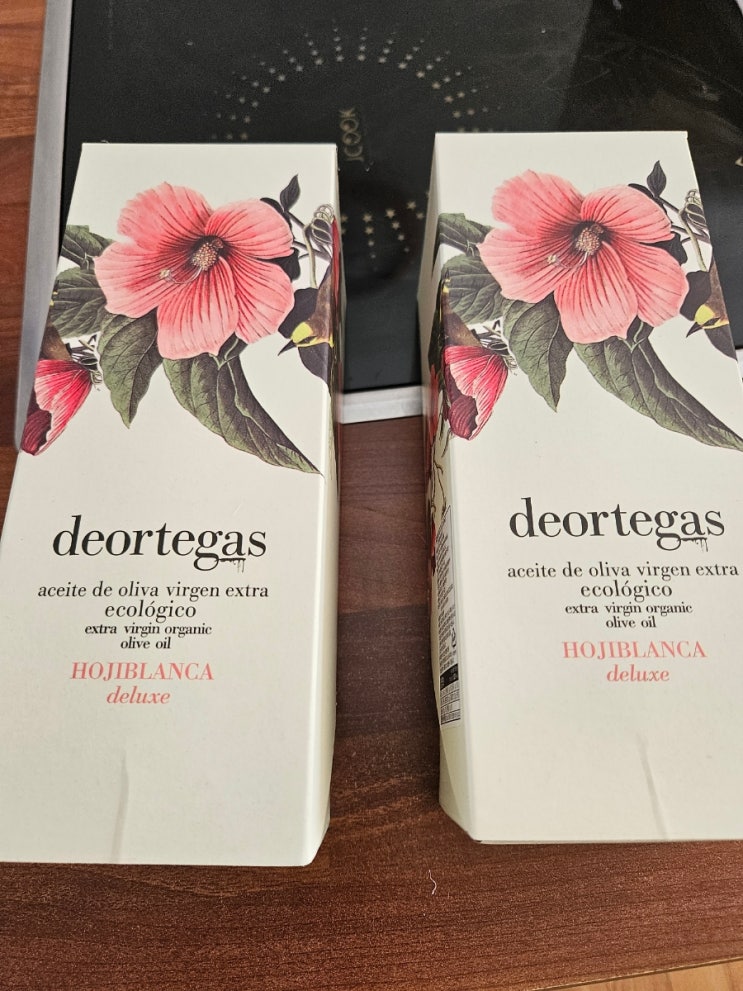 JCOOK
deortegas
aceite de oliva virgen extra
ecológico
extra virgin organic
olive oil
HOJIBLANCA
deluxe
deortegas
aceite de oliva virgen extra
ecológico
extra virgin organic
olive oil
HOJIBLANCA
deluxe